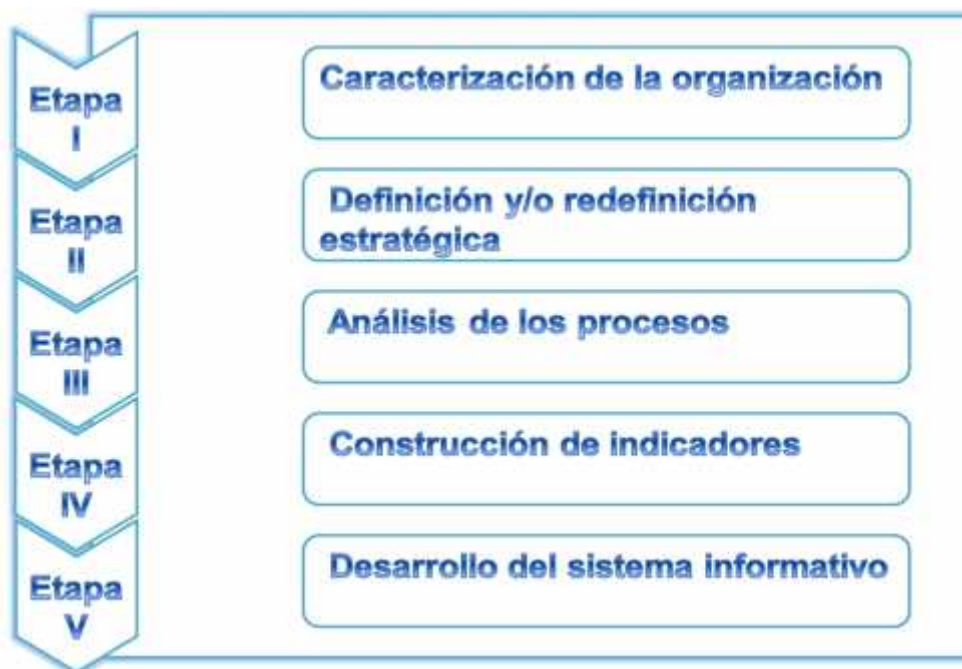 Etapa
I
Caracterización de la organización
Etapa
II
Definición y/o redefinición
estratégica
Etapa
III
Análisis de los procesos
Etapa
IV
Construcción de indicadores
Etapa
V
Desarrollo del sistema informativo